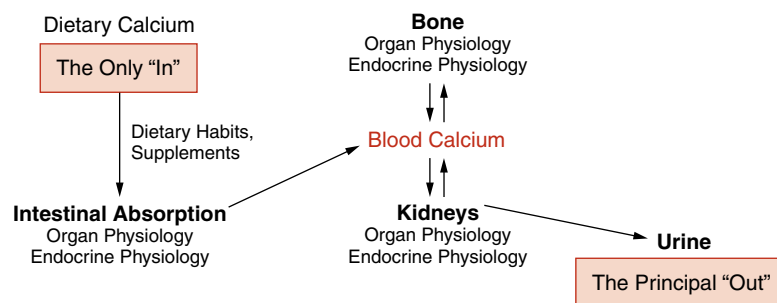 Dietary Calcium
The Only “In”
Dietary Habits,
Supplements
Intestinal Absorption
Organ Physiology
Endocrine Physiology
Bone
Organ Physiology
Endocrine Physiology
Blood Calcium
Kidneys
Organ Physiology
Endocrine Physiology
Urine
The Principal “Out”